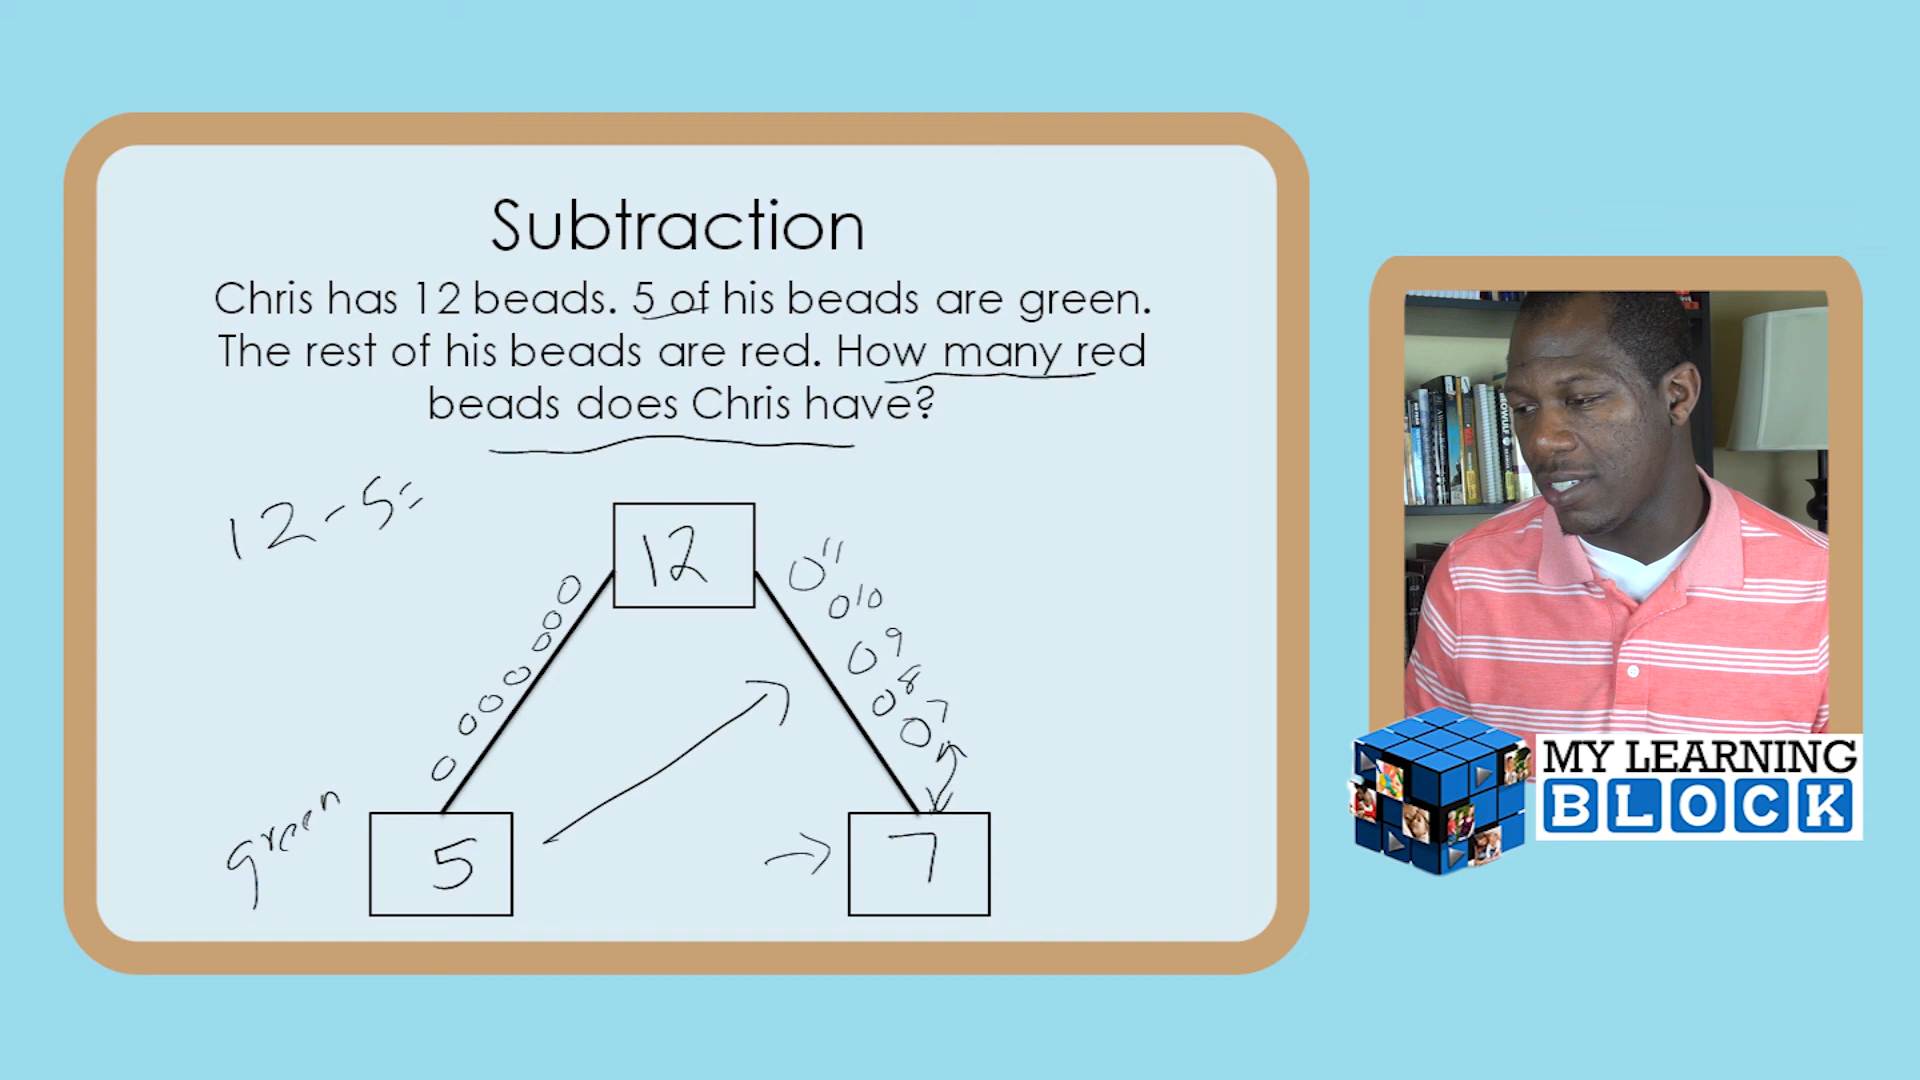 Subtraction
Chris has 12 beads. 5 of his beads are green.
The rest of his beads are red. How many red
beads does Chris have?
12-5=
12
11
10
9
8
7
green
5
7
BEOWULF
MY LEARNING
BLOCK